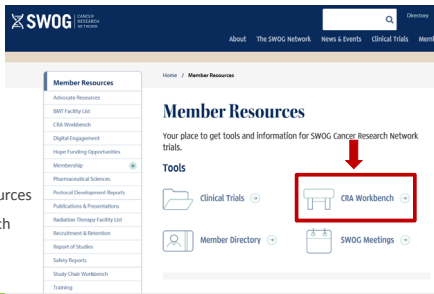 SWOG CANCER
RESEARCH
NETWORK
Directory
About The SWOG Network News & Events Clinical Trials Memb
Home / Member Resources
Member Resources
Advocate Resources
BMT Facility List
CRA Workbench
Digital Engagement
Hope Funding Opportunities
Membership
Pharmaceutical Sciences
Protocol Development Reports
Publications & Presentations
Radiation Therapy Facility List
Recruitment & Retention
Report of Studies
Safety Reports
Study Chair Workbench
Training
urces
ch
Member Resources
Your place to get tools and information for SWOG Cancer Research Network
trials.
Tools
Clinical Trials
CRA Workbench
Member Directory
SWOG Meetings